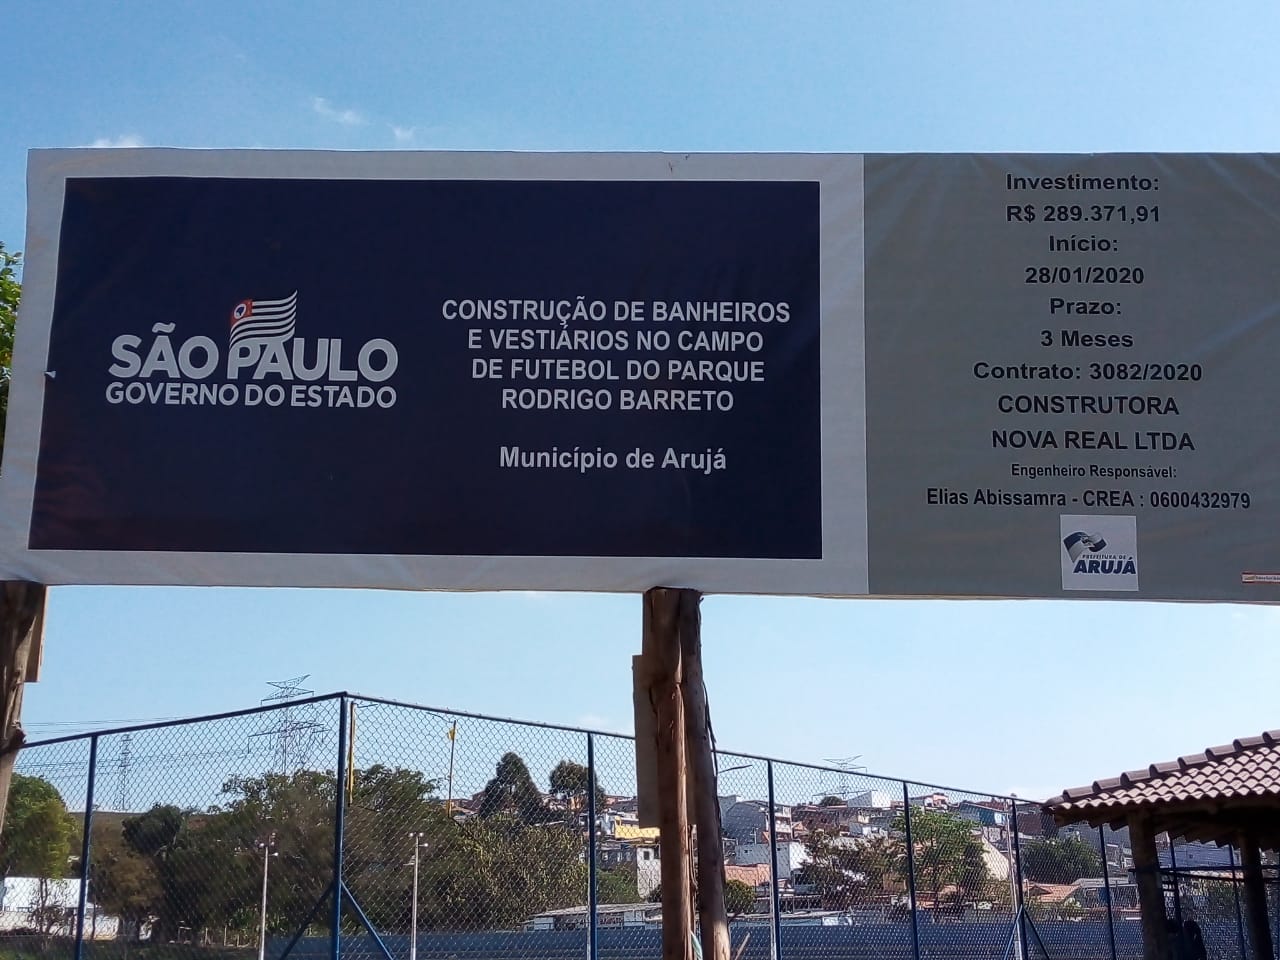 SÃO PAULO
GOVERNO DO ESTADO
CONSTRUÇÃO DE BANHEIROS
E VESTIÁRIOS NO CAMPO
DE FUTEBOL DO PARQUE
RODRIGO BARRETO
Município de Arujá
Investimento:
R$ 289.371,91
Início:
28/01/2020
Prazo:
3 Meses
Contrato: 3082/2020
CONSTRUTORA
NOVA REAL LTDA
Engenheiro Responsável:
Elias Abissamra - CREA : 0600432979
PREFEITURA DE
ARUJÁ